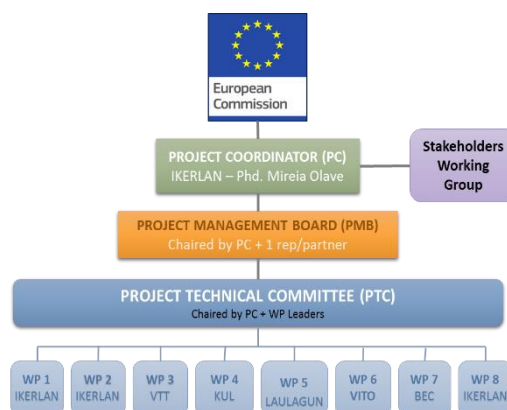 European
Commission
PROJECT COORDINATOR (PC)
IKERLAN – Phd. Mireia Olave
Stakeholders
Working
Group
PROJECT MANAGEMENT BOARD (PMB)
Chaired by PC + 1 rep/partner
PROJECT TECHNICAL COMMITTEE (PTC)
Chaired by PC + WP Leaders
WP 1
IKERLAN
WP 2
IKERLAN
WP 3
VTT
WP 4
KUL
WP 5
LAULAGUN
WP 6
VITO
WP 7
BEC
WP 8
IKERLAN